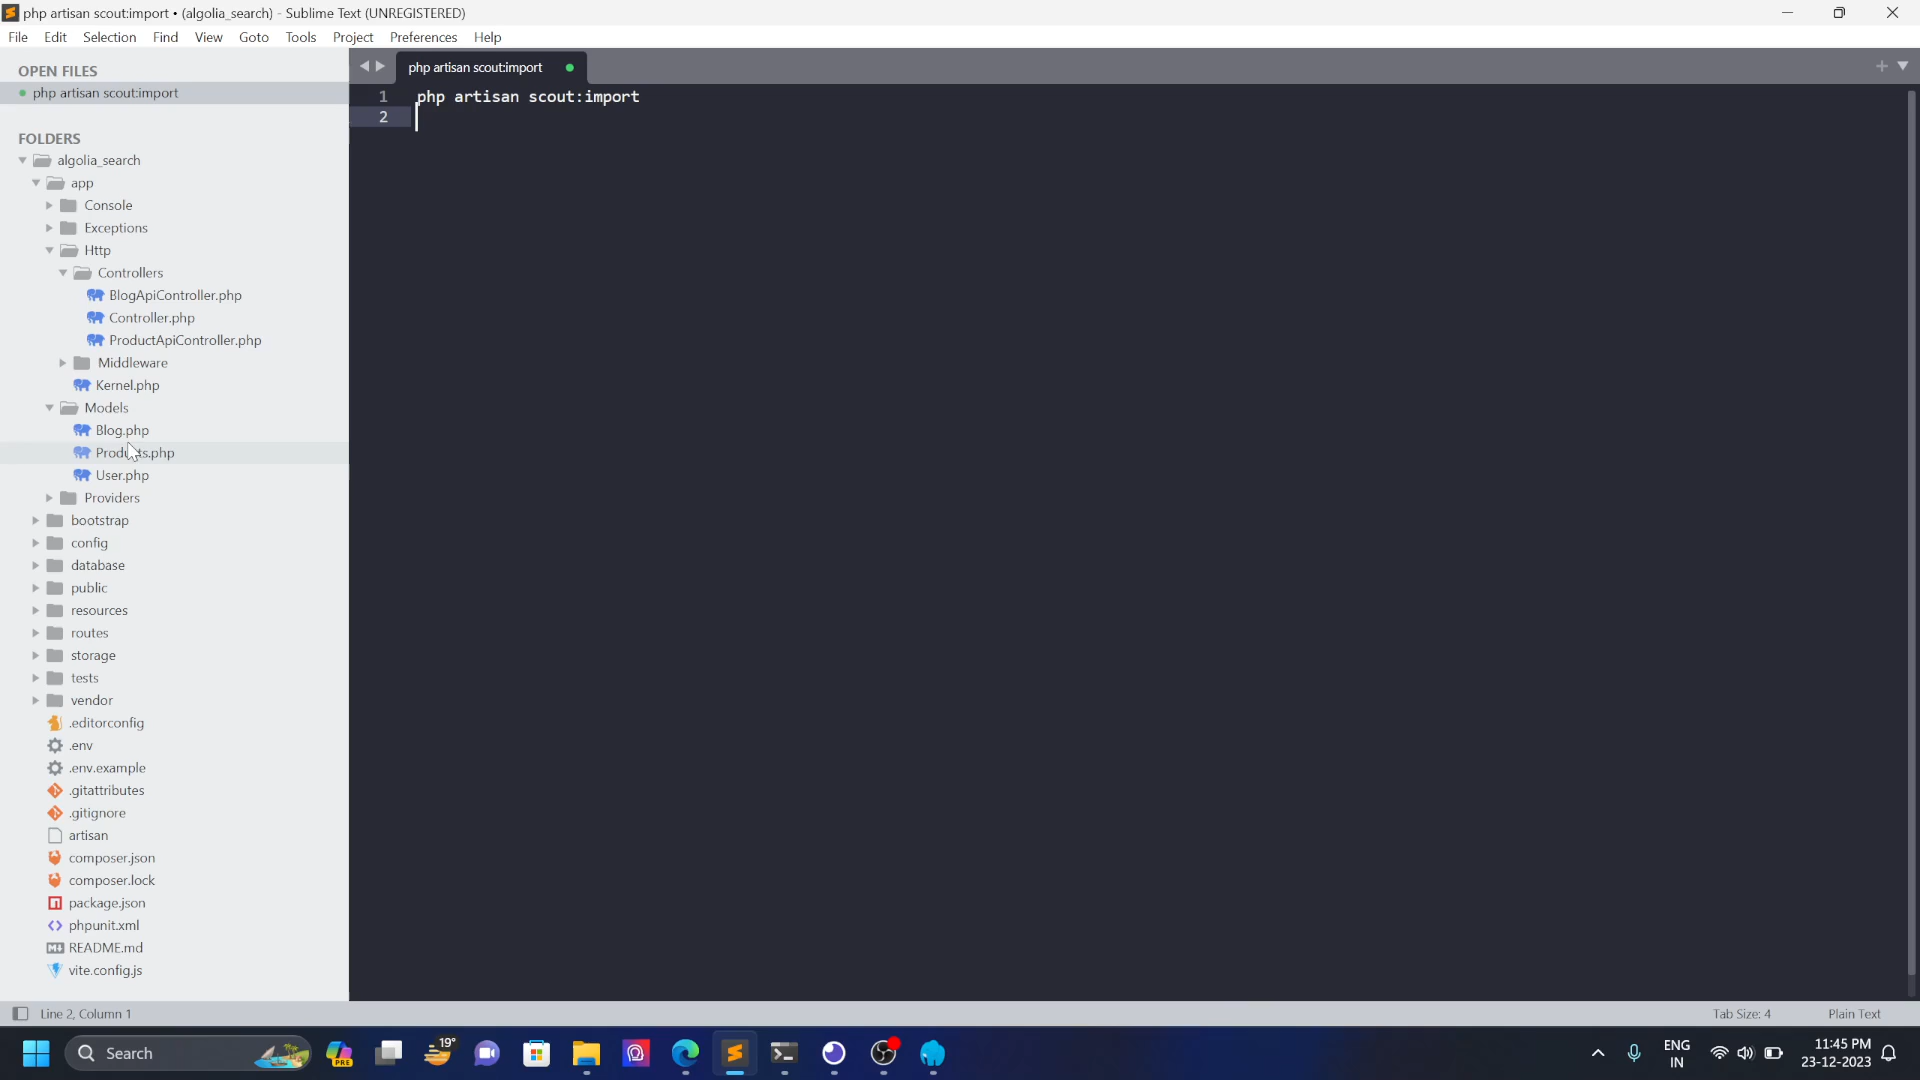 php artisan scout:import • (algolia_search) - Sublime Text (UNREGISTERED)
File Edit Selection Find View Goto Tools Project Preferences Help
OPEN FILES
php artisan scout:import
FOLDERS
algolia_search
app
Console
Exceptions
Http
Controllers
BlogApiController.php
Controller.php
ProductApiController.php
Middleware
Kernel.php
Models
Blog.php
Products.php
User.php
Providers
bootstrap
config
database
public
resources
routes
storage
tests
vendor
.editorconfig
.env
.env.example
.gitattributes
.gitignore
artisan
composer.json
composer.lock
package.json
phpunit.xml
README.md
vite.config.js
php artisan scout:import
1 php artisan scout:import
2
Line 2, Column 1
Tab Size: 4
Plain Text
Search
PRE
19°
ENG
IN
11:45 PM
23-12-2023